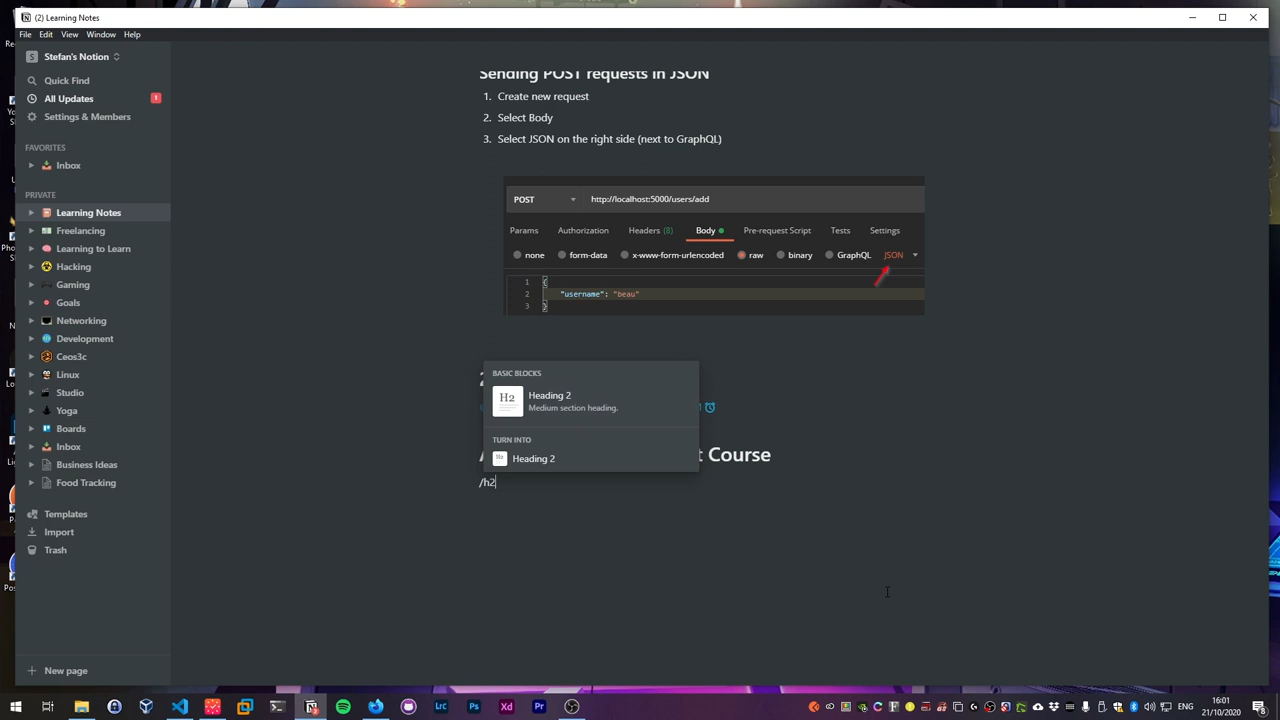 (2) Learning Notes
File Edit View Window Help
S Stefan's Notion
Quick Find
All Updates 1
Settings & Members
FAVORITES
Inbox
PRIVATE
Learning Notes
Freelancing
Learning to Learn
Hacking
Gaming
Goals
Networking
Development
Ceos3c
Linux
Studio
Yoga
Boards
Inbox
Business Ideas
Food Tracking
Templates
Import
Trash
New page
Sending POST requests in JSON
1. Create new request
2. Select Body
3. Select JSON on the right side (next to GraphQL)
POST http://localhost:5000/users/add
Params Authorization Headers (8) Body Pre-request Script Tests Settings
none form-data x-www-form-urlencoded raw binary GraphQL JSON
1 {
2 "username": "beau"
3 }
BASIC BLOCKS
H2 Heading 2
Medium section heading.
TURN INTO
H2 Heading 2
t Course
/h2
Lrc Ps Xd Pr
ENG
16:01
21/10/2020